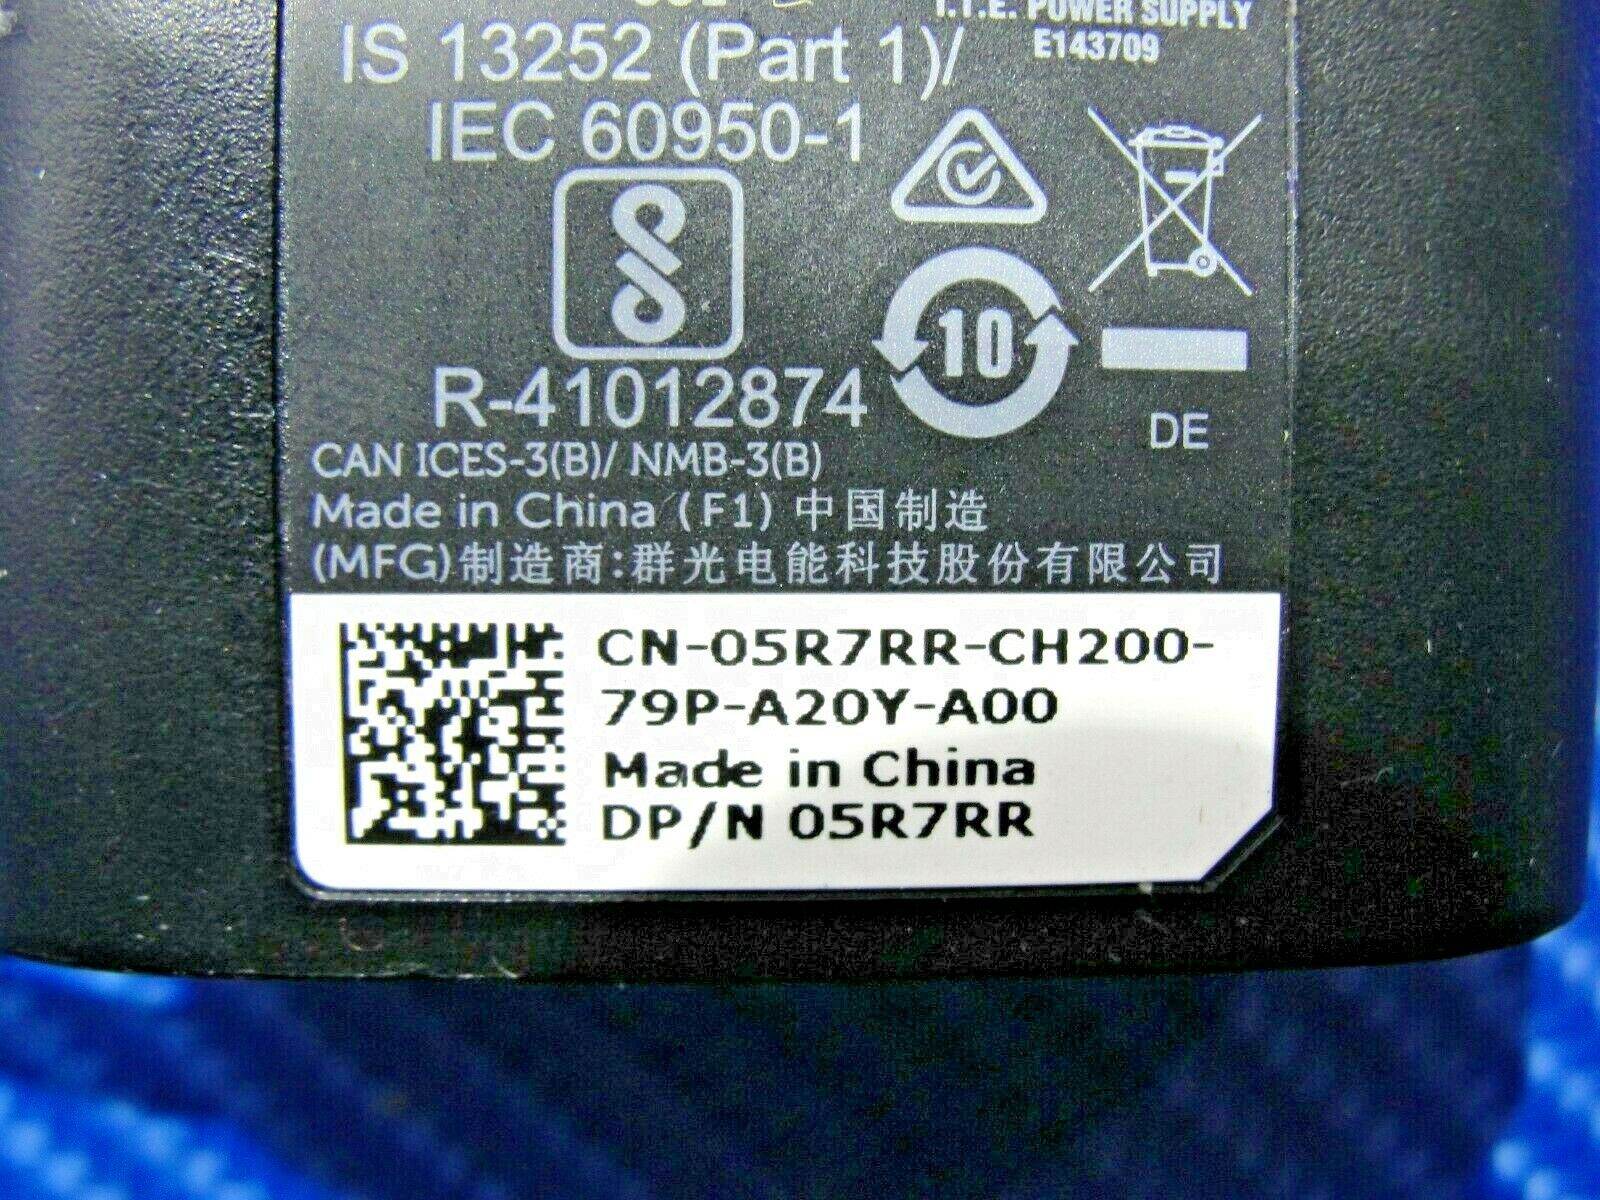 I.T.E. POWER SUPPLY
E143709
IS 13252 (Part 1)/
IEC 60950-1
10
R-41012874
DE
CAN ICES-3(B)/ NMB-3(B)
Made in China (F1) 中国制造
(MFG)制造商:群光电能科技股份有限公司
CN-05R7RR-CH200-
79P-A20Y-A00
Made in China
DP/N 05R7RR